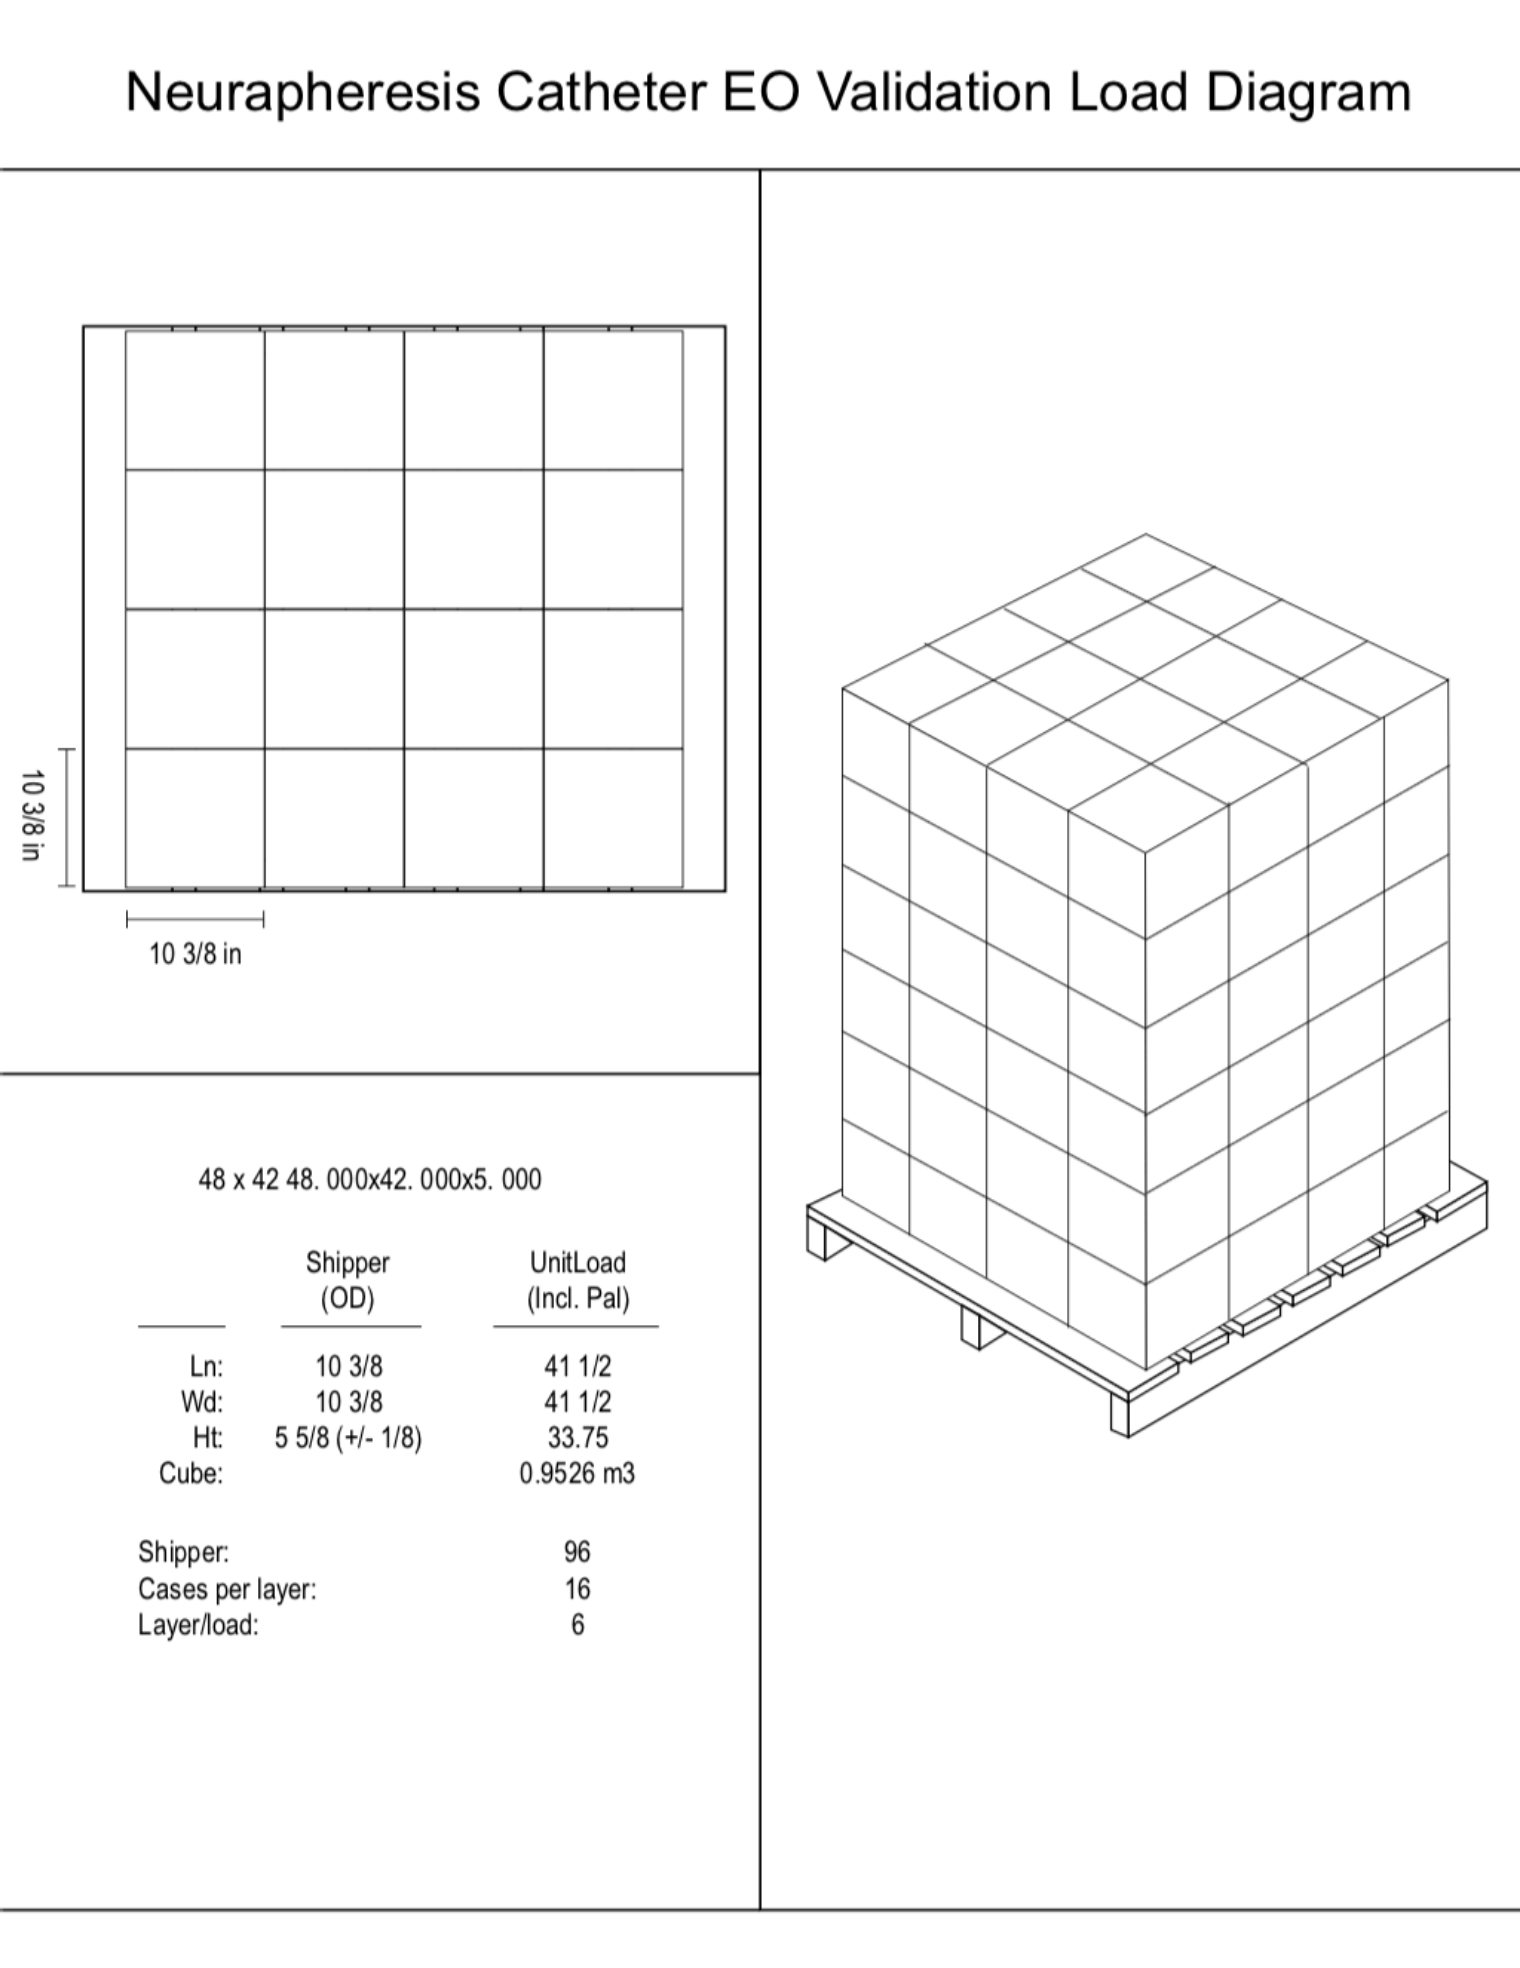 Neurapheresis Catheter EO Validation Load Diagram
10 3/8 in
10 3/8 in
48 x 42 48. 000x42. 000x5. 000
Shipper UnitLoad
(OD) (Incl. Pal)
Ln: 10 3/8 41 1/2
Wd: 10 3/8 41 1/2
Ht: 5 5/8 (+/- 1/8) 33.75
Cube: 0.9526 m3
Shipper: 96
Cases per layer: 16
Layer/load: 6